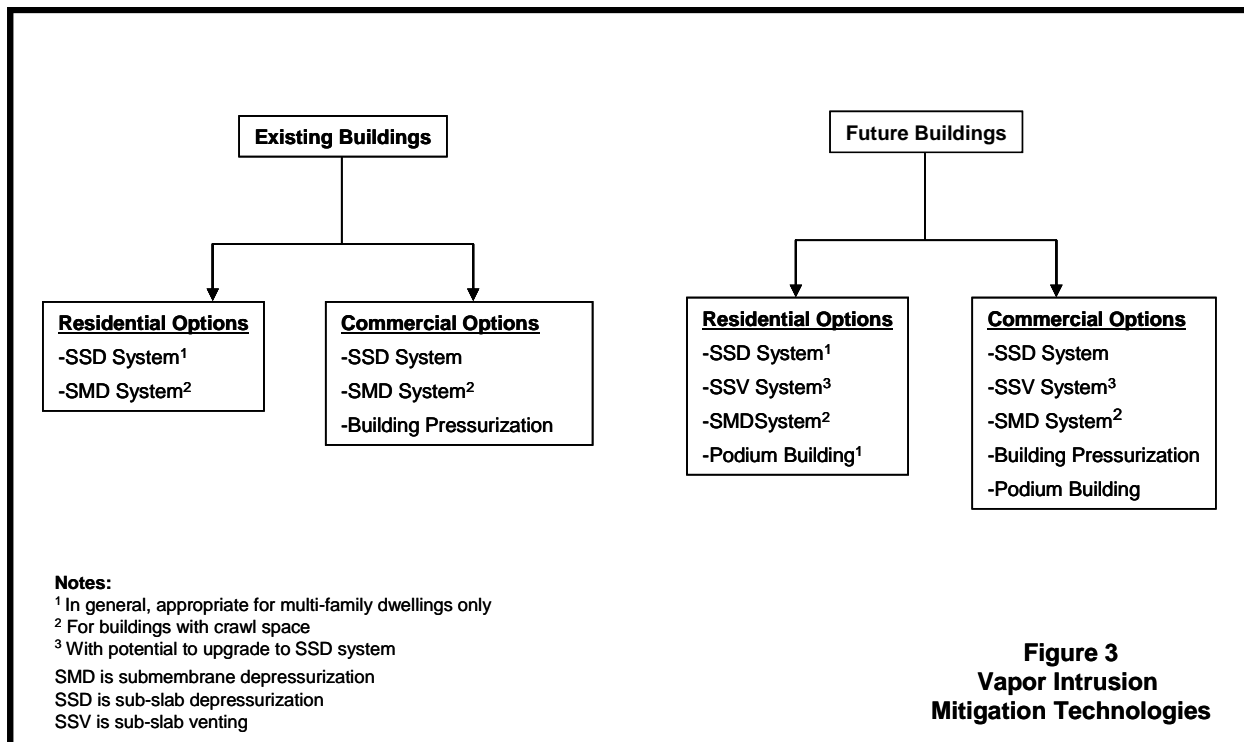 Existing Buildings
Residential Options
-SSD System¹
-SMD System²
Commercial Options
-SSD System
-SMD System²
-Building Pressurization
Future Buildings
Residential Options
-SSD System¹
-SSV System³
-SMDSystem²
-Podium Building¹
Commercial Options
-SSD System
-SSV System³
-SMD System²
-Building Pressurization
-Podium Building
Notes:
¹ In general, appropriate for multi-family dwellings only
² For buildings with crawl space
³ With potential to upgrade to SSD system
SMD is submembrane depressurization
SSD is sub-slab depressurization
SSV is sub-slab venting
Figure 3
Vapor Intrusion
Mitigation Technologies